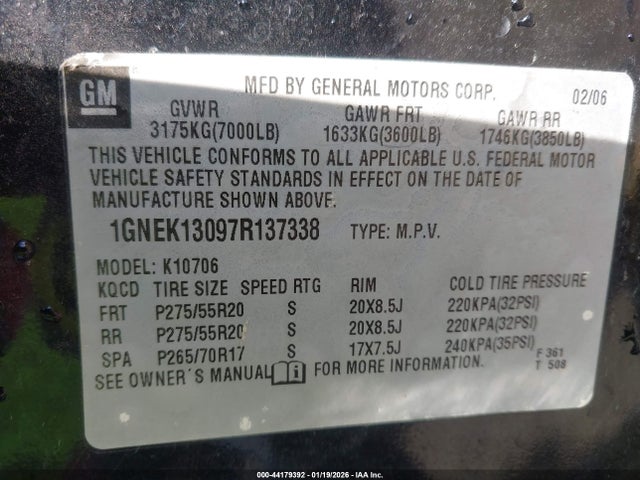 GM
MFD BY GENERAL MOTORS CORP. 02/06
GVWR GAWR FRT GAWR RR
3175KG(7000LB) 1633KG(3600LB) 1746KG(3850LB)
THIS VEHICLE CONFORMS TO ALL APPLICABLE U.S. FEDERAL MOTOR
VEHICLE SAFETY STANDARDS IN EFFECT ON THE DATE OF
MANUFACTURE SHOWN ABOVE.
1GNEK13097R137338 TYPE: M.P.V.
MODEL: K10706
KQCD TIRE SIZE SPEED RTG RIM COLD TIRE PRESSURE
FRT P275/55R20 S 20X8.5J 220KPA(32PSI)
RR P275/55R20 S 20X8.5J 220KPA(32PSI)
SPA P265/70R17 S 17X7.5J 240KPA(35PSI)
SEE OWNER'S MANUAL FOR MORE INFORMATION.
F 361
T 508
000-44179392 - 01/19/2026 - IAA Inc.